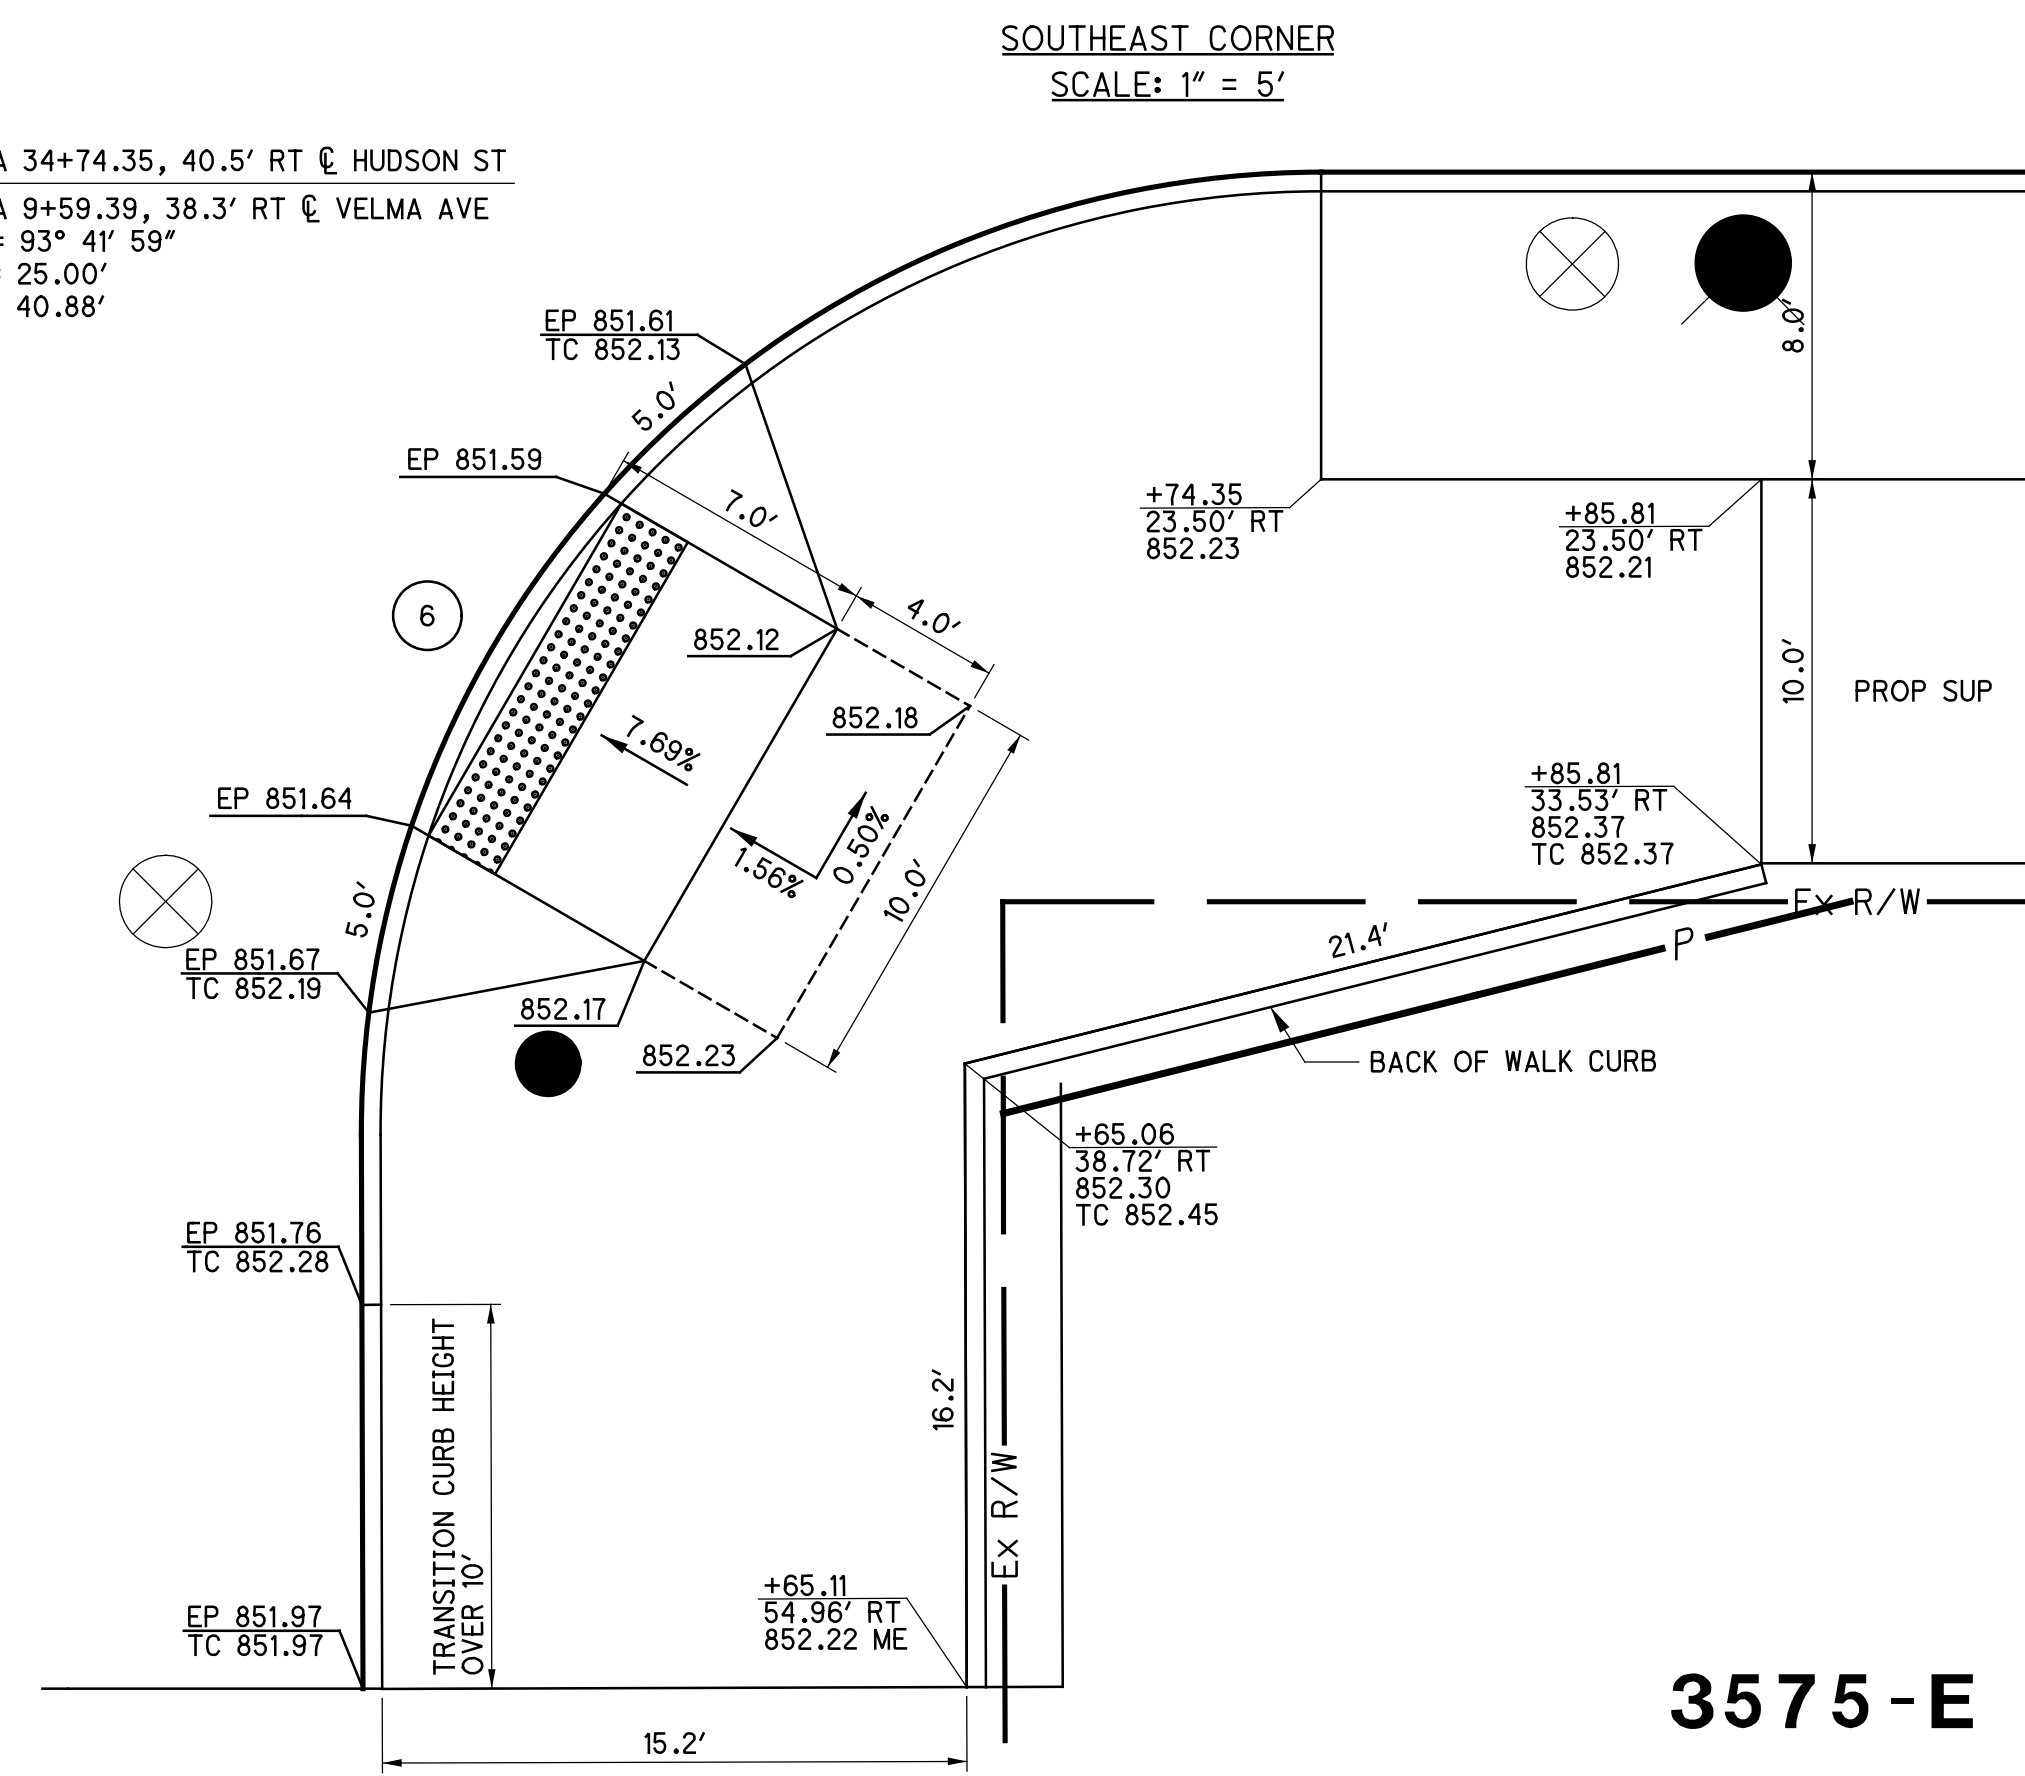 SOUTHEAST CORNER
SCALE: 1" = 5'
34+74.35, 40.5' RT ℄ HUDSON ST
9+59.39, 38.3' RT ℄ VELMA AVE
= 93° 41' 59"
25.00'
40.88'
EP 851.61
TC 852.13
5.0'
EP 851.59
7.0'
8.0'
+74.35
23.50' RT
852.23
+85.81
23.50' RT
852.21
6
852.12
4.0'
852.18
7.69%
10.0'
PROP SUP
EP 851.64
1.56%
0.50%
10.0'
+85.81
33.53' RT
852.37
TC 852.37
5.0'
Ex R/W
P
21.4'
EP 851.67
TC 852.19
852.17
852.23
BACK OF WALK CURB
+65.06
38.72' RT
852.30
TC 852.45
EP 851.76
TC 852.28
TRANSITION CURB HEIGHT
OVER 10'
16.2'
Ex R/W
EP 851.97
TC 851.97
+65.11
54.96' RT
852.22 ME
15.2'
3575-E